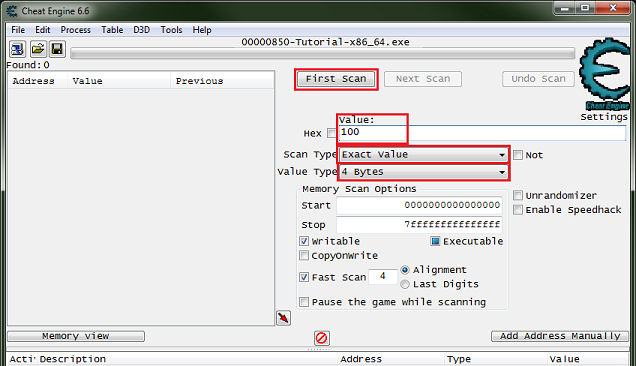 Cheat Engine 6.6
File Edit Process Table D3D Tools Help
00000850-Tutorial-x86_64.exe
Found:0
Address Value Previous
First Scan Next Scan Undo Scan
Cheat Engine
Settings
Value:
Hex 100
Scan Type Exact Value Not
Value Type 4 Bytes
Memory Scan Options
Unrandomizer
Start 0000000000000000
Enable Speedhack
Stop 7fffffffffffffff
Writable Executable
CopyOnWrite
Fast Scan 4 Alignment
Last Digits
Pause the game while scanning
Memory view Add Address Manually
Activ Description Address Type Value